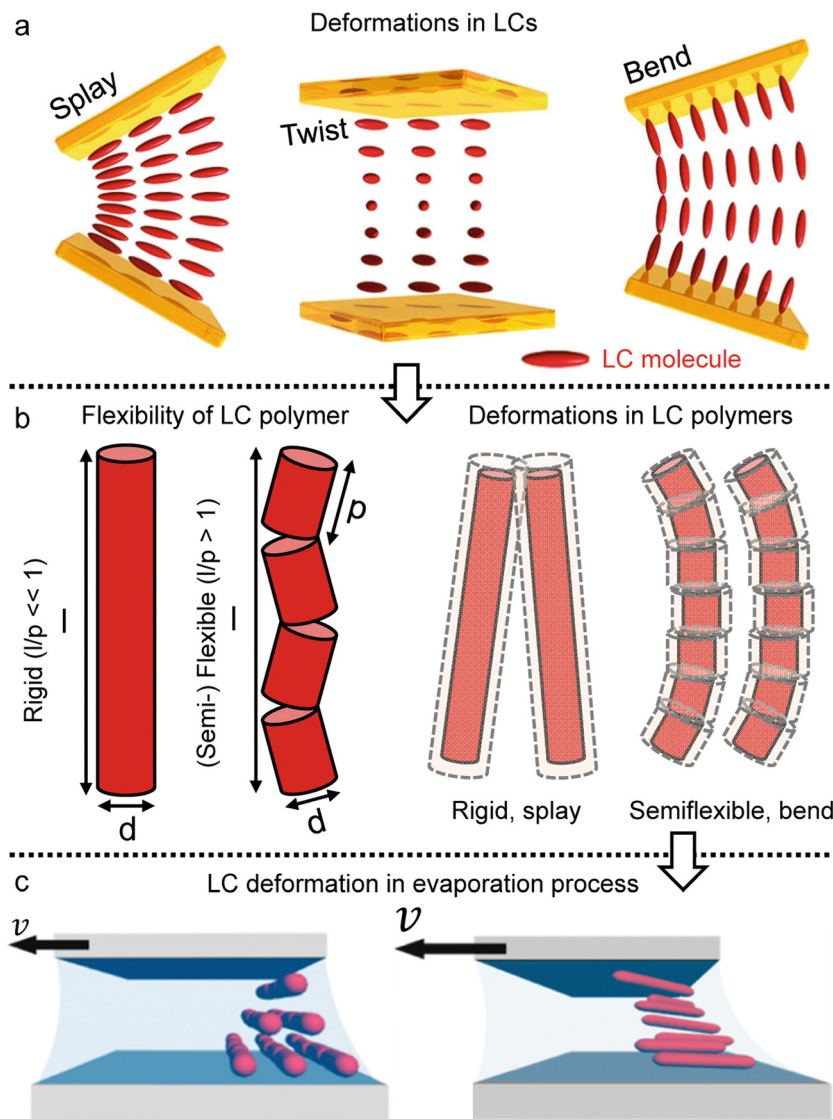 a
Deformations in LCs
Splay
Twist
Bend
LC molecule
b
Flexibility of LC polymer
Deformations in LC polymers
Rigid (l/p << 1)
l
d
(Semi-) Flexible (l/p > 1)
l
p
d
Rigid, splay
Semiflexible, bend
c
LC deformation in evaporation process
v
v